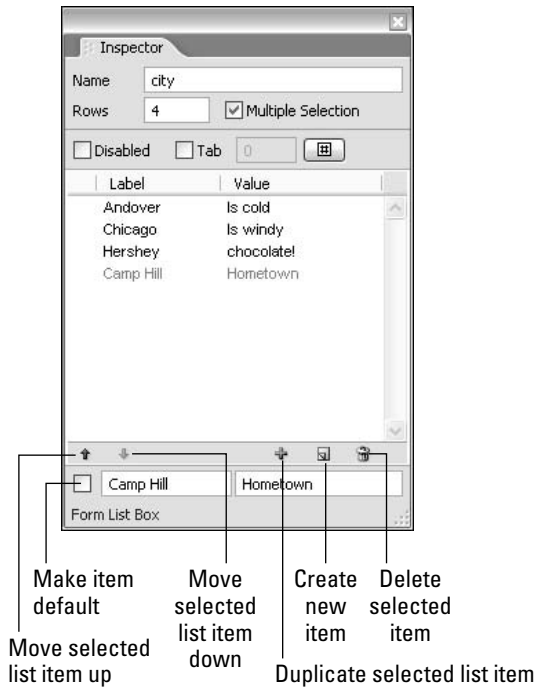 Inspector
Name city
Rows 4 Multiple Selection
Disabled Tab 0
Label Value
Andover Is cold
Chicago Is windy
Hershey chocolate!
Camp Hill Hometown
Camp Hill Hometown
Form List Box
Make item
default
Move
selected
list item
down
Create
new
item
Delete
selected
item
Move selected
list item up
Duplicate selected list item